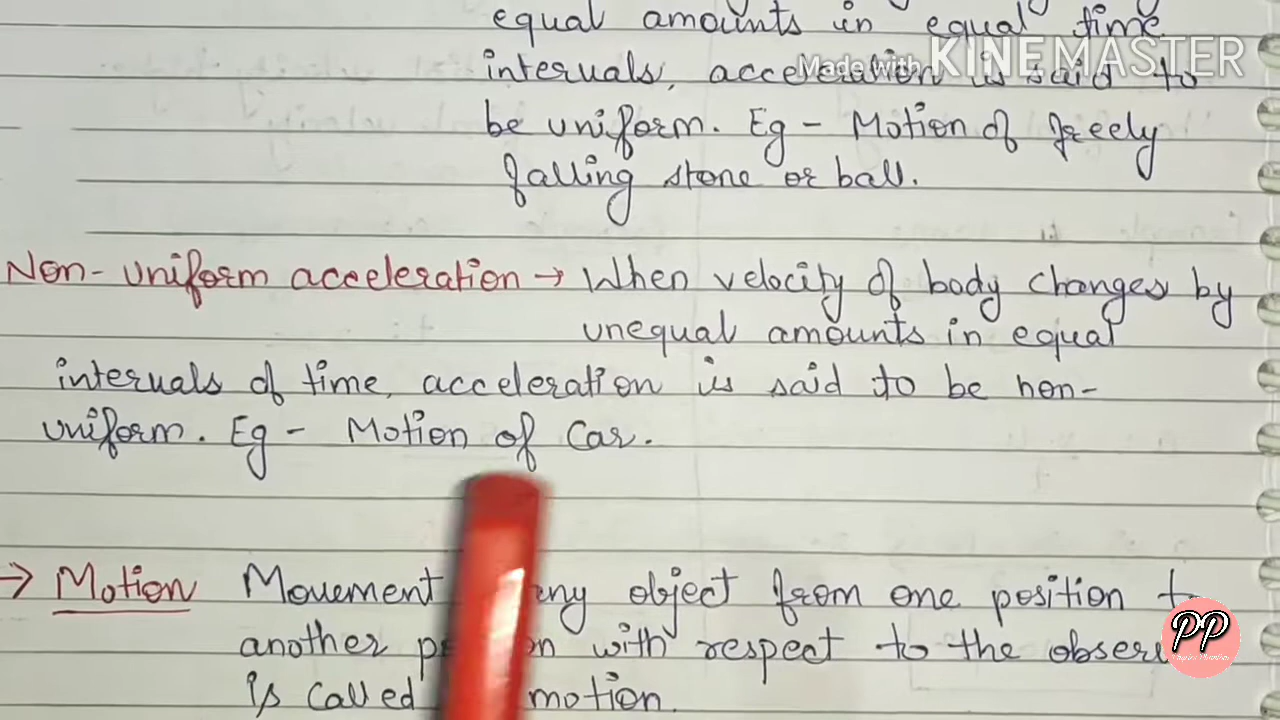 equal amounts in equal time
Made with KINEMASTER
intervals, acceleration is said to
be uniform. Eg - Motion of freely
falling stone or ball.
Non-uniform acceleration → When velocity of body changes by
unequal amounts in equal
intervals of time, acceleration is said to be non-
uniform. Eg - Motion of Car.
→ Motion Movement any object from one position
another with respect to the
is called motion.
PP